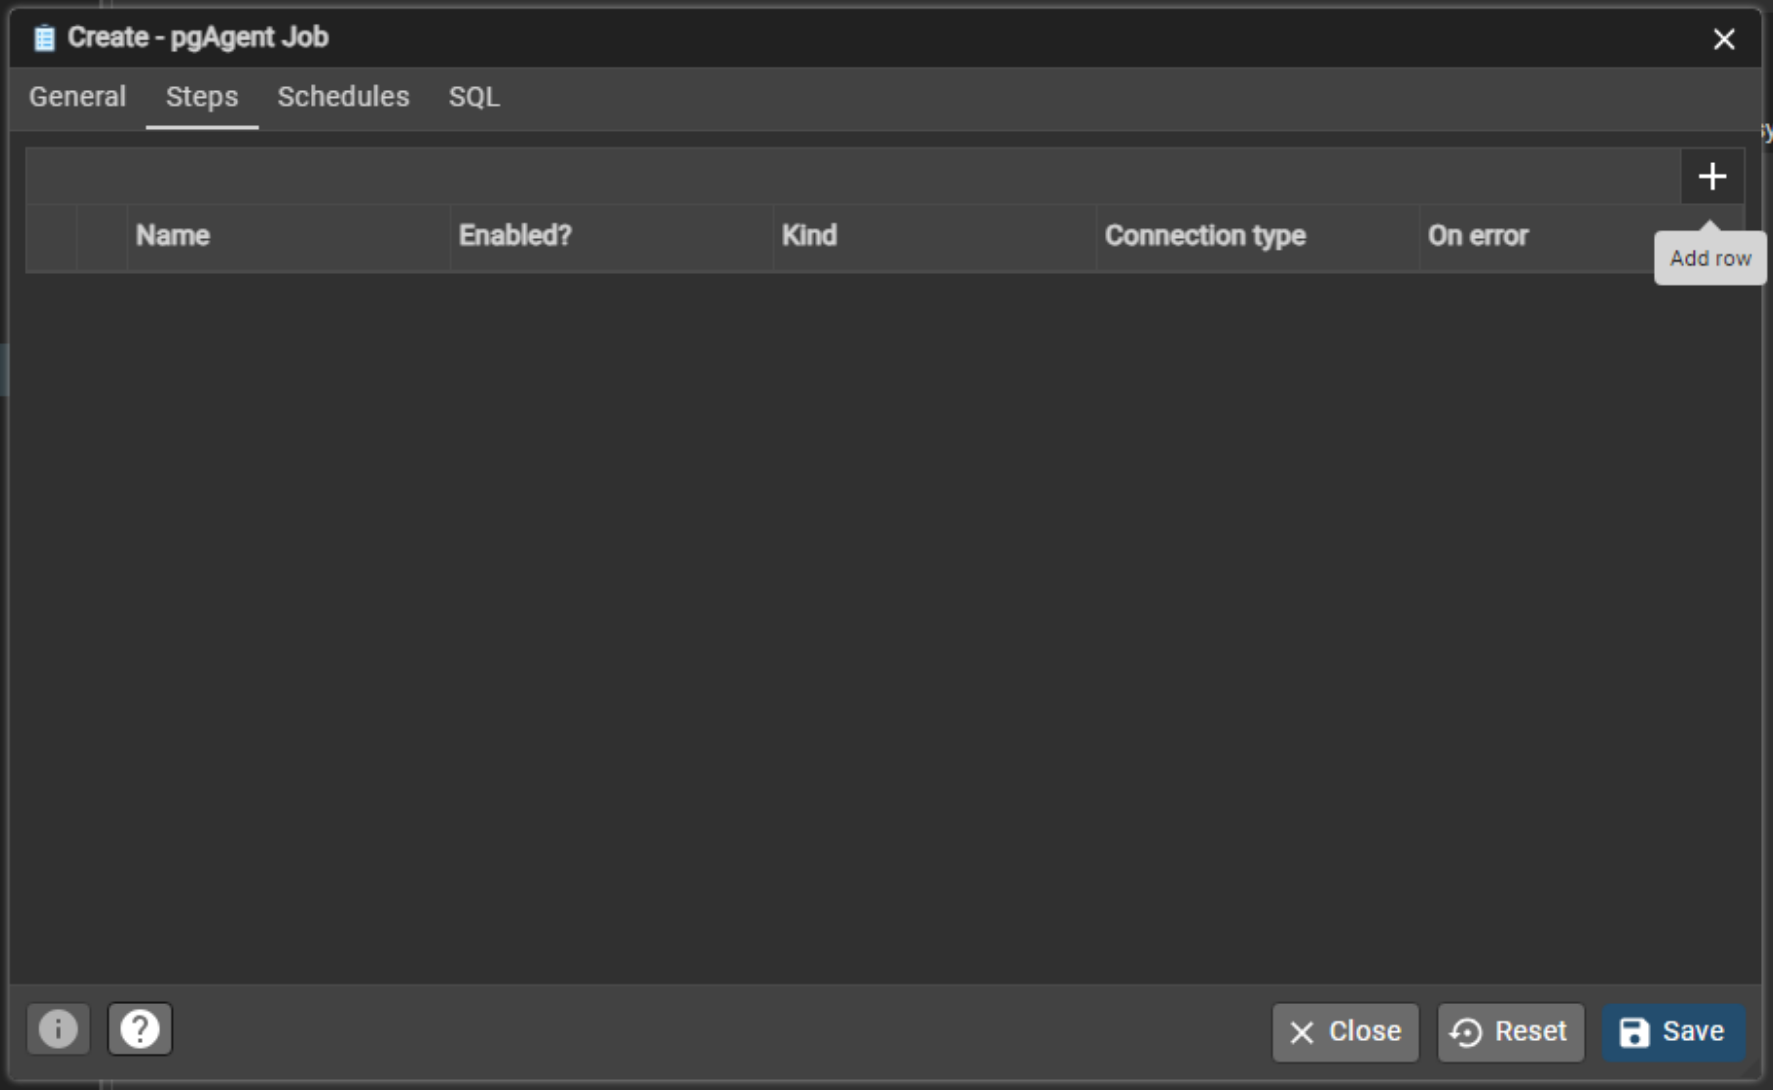 Create - pgAgent Job
General Steps Schedules SQL
Name Enabled? Kind Connection type On error
Add row
Close Reset Save